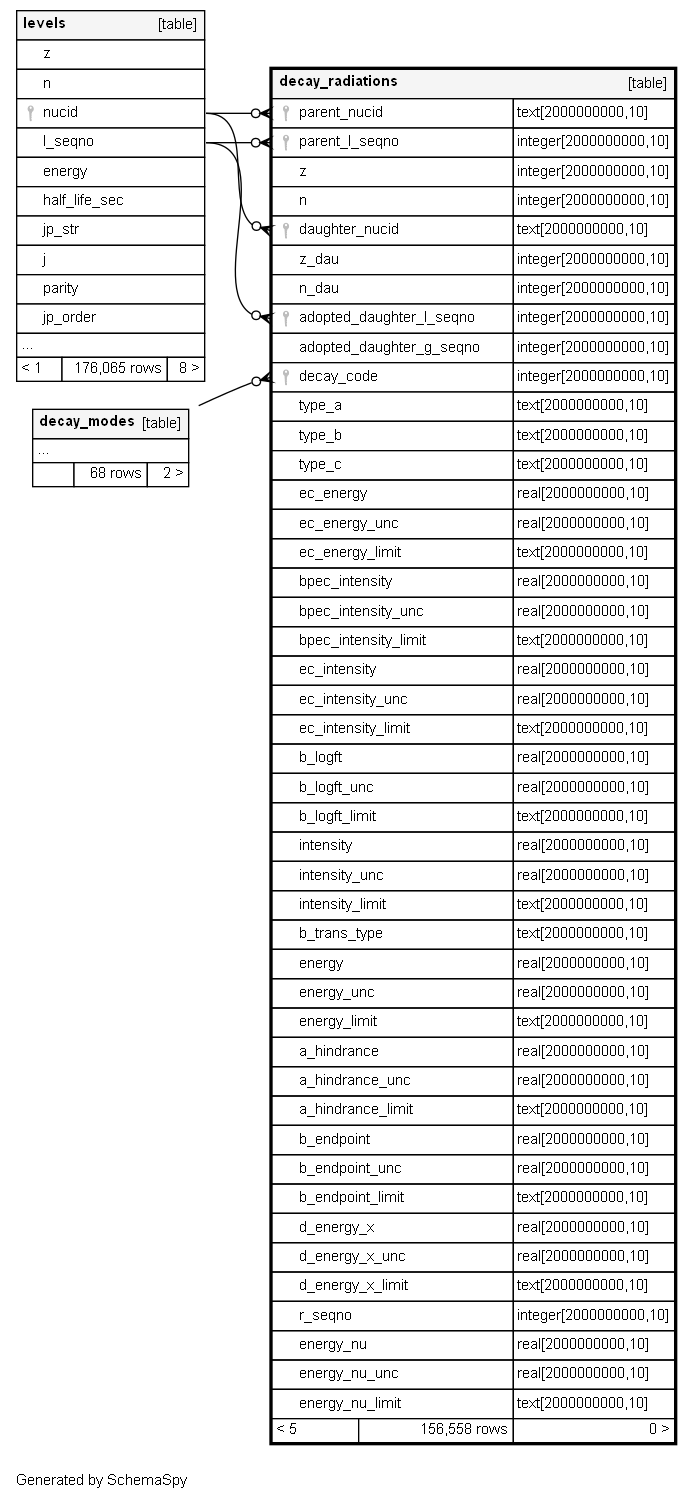 levels [table]
z
n
nucid
l_seqno
energy
half_life_sec
jp_str
j
parity
jp_order
...
< 1 176,065 rows 8 >
decay_modes [table]
...
68 rows 2 >
decay_radiations [table]
parent_nucid text[2000000000,10]
parent_l_seqno integer[2000000000,10]
z integer[2000000000,10]
n integer[2000000000,10]
daughter_nucid text[2000000000,10]
z_dau integer[2000000000,10]
n_dau integer[2000000000,10]
adopted_daughter_l_seqno integer[2000000000,10]
adopted_daughter_g_seqno integer[2000000000,10]
decay_code integer[2000000000,10]
type_a text[2000000000,10]
type_b text[2000000000,10]
type_c text[2000000000,10]
ec_energy real[2000000000,10]
ec_energy_unc real[2000000000,10]
ec_energy_limit text[2000000000,10]
bpec_intensity real[2000000000,10]
bpec_intensity_unc real[2000000000,10]
bpec_intensity_limit text[2000000000,10]
ec_intensity real[2000000000,10]
ec_intensity_unc real[2000000000,10]
ec_intensity_limit text[2000000000,10]
b_logft real[2000000000,10]
b_logft_unc real[2000000000,10]
b_logft_limit text[2000000000,10]
intensity real[2000000000,10]
intensity_unc real[2000000000,10]
intensity_limit text[2000000000,10]
b_trans_type text[2000000000,10]
energy real[2000000000,10]
energy_unc real[2000000000,10]
energy_limit text[2000000000,10]
a_hindrance real[2000000000,10]
a_hindrance_unc real[2000000000,10]
a_hindrance_limit text[2000000000,10]
b_endpoint real[2000000000,10]
b_endpoint_unc real[2000000000,10]
b_endpoint_limit text[2000000000,10]
d_energy_x real[2000000000,10]
d_energy_x_unc real[2000000000,10]
d_energy_x_limit text[2000000000,10]
r_seqno integer[2000000000,10]
energy_nu real[2000000000,10]
energy_nu_unc real[2000000000,10]
energy_nu_limit text[2000000000,10]
< 5 156,558 rows 0 >
Generated by SchemaSpy